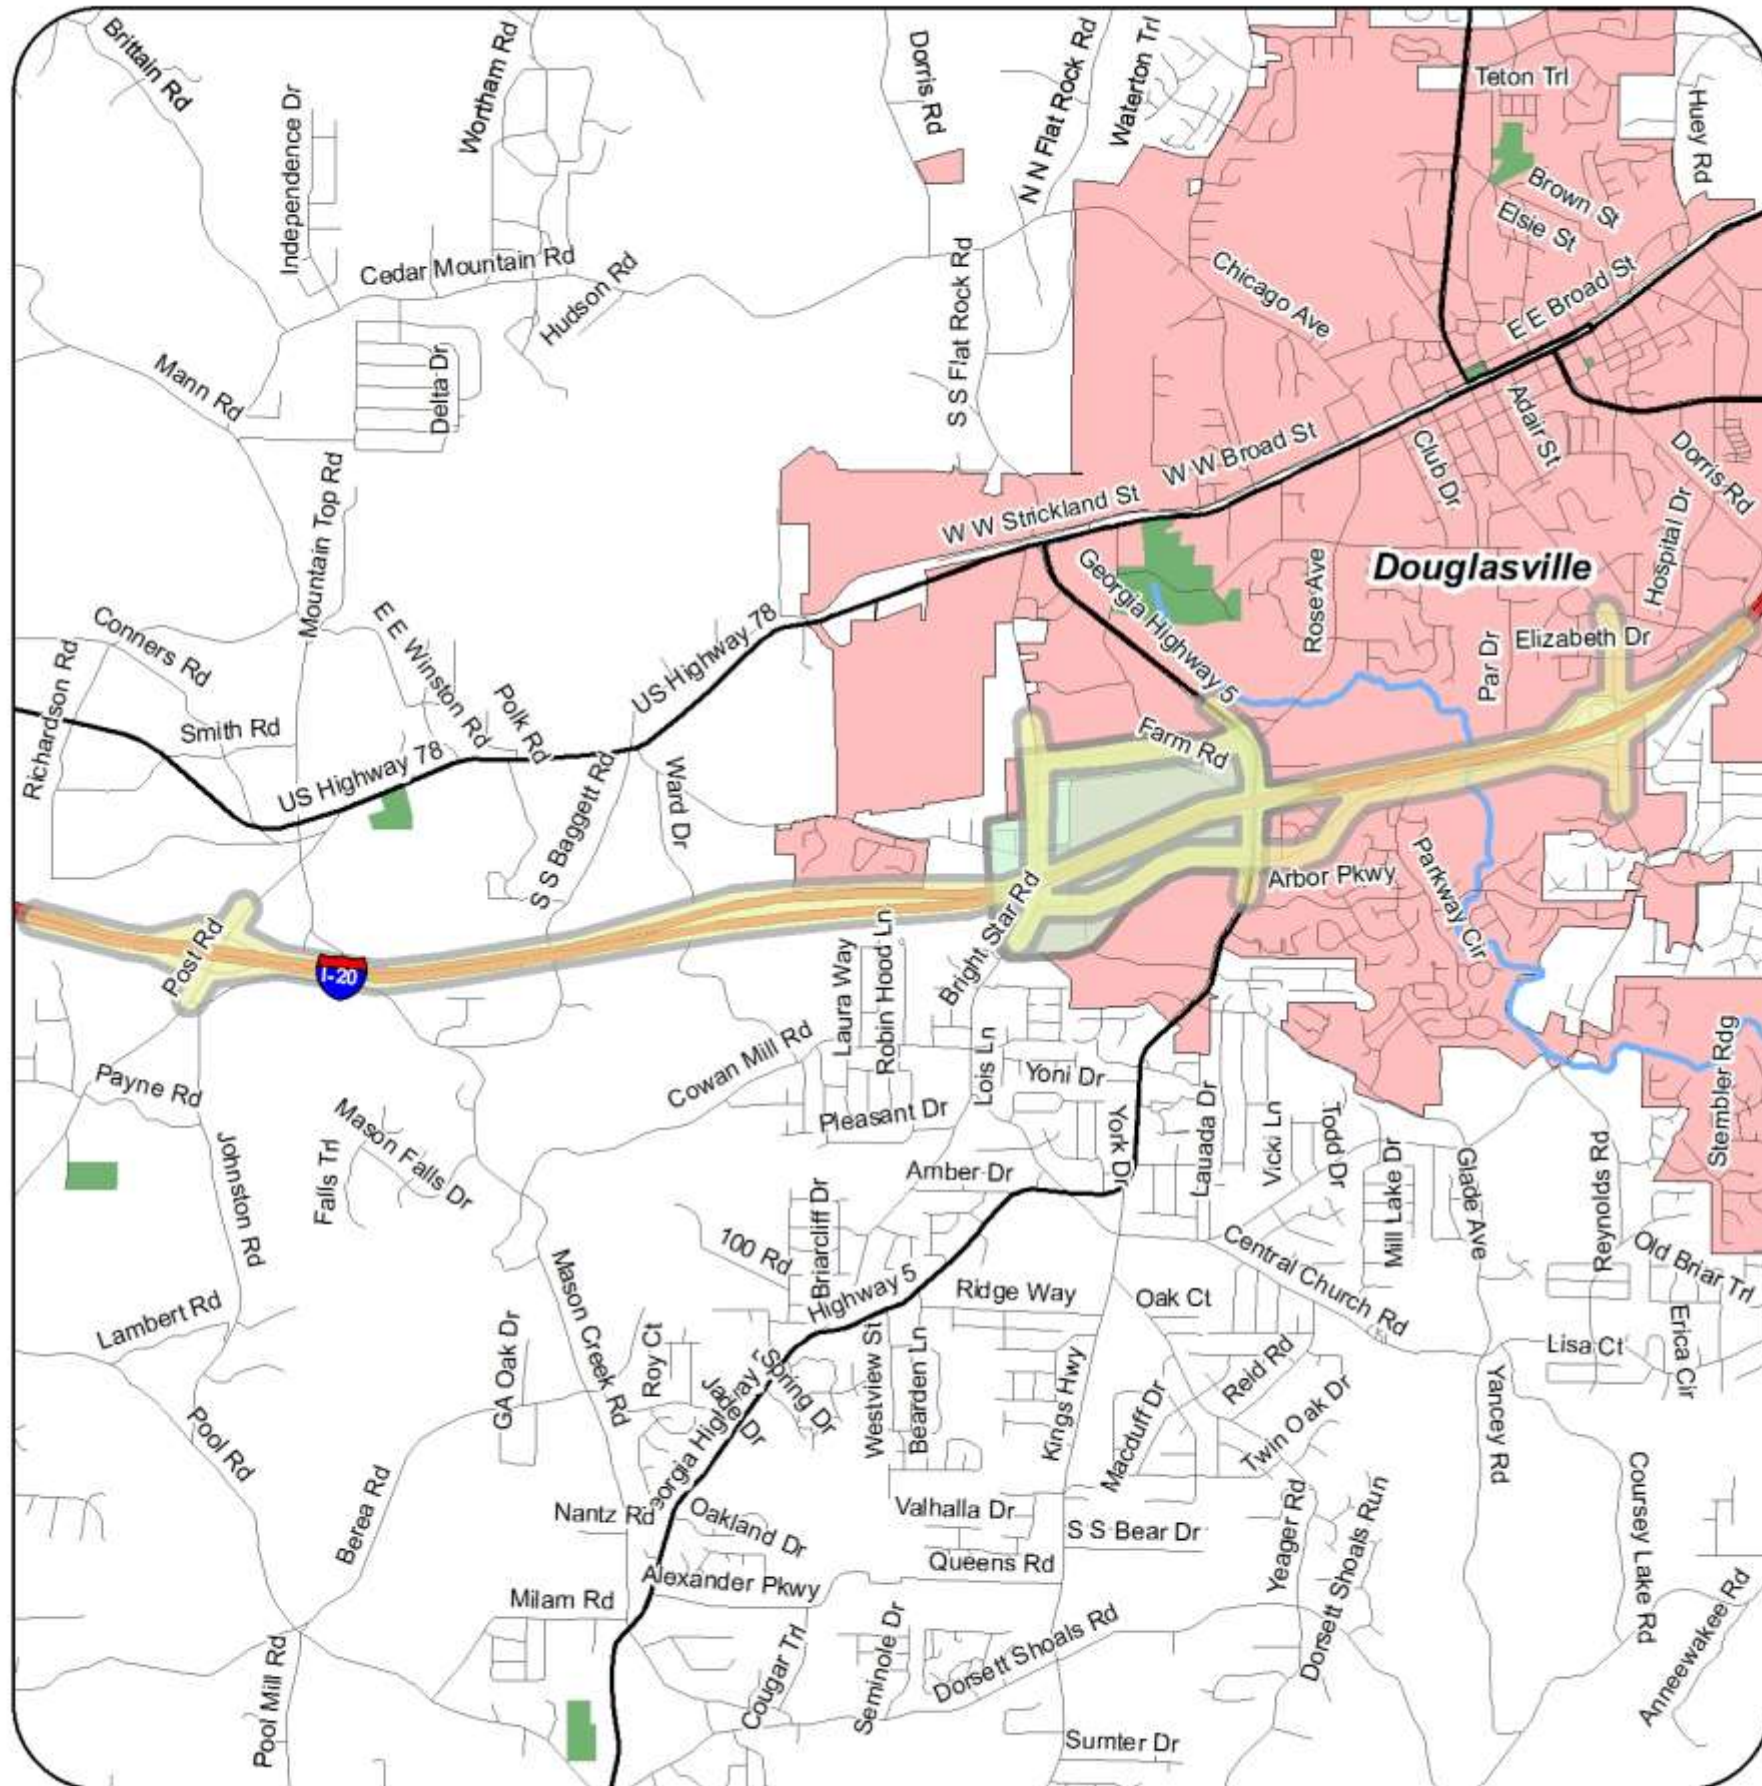 Brittain Rd
Wortham Rd
Dorris Rd
N N Flat Rock Rd
Waterton Trl
Teton Trl
Huey Rd
Independence Dr
Brown St
Elsie St
Cedar Mountain Rd
Hudson Rd
S S Flat Rock Rd
Chicago Ave
E E Broad St
Mann Rd
Delta Dr
Adair St
Club Dr
Dorris Rd
W W Broad St
Mountain Top Rd
W W Strickland St
Hospital Dr
Georgia Highway 5
Rose Ave
Douglasville
Conners Rd
E E Winston Rd
US Highway 78
Elizabeth Dr
Par Dr
Richardson Rd
Smith Rd
Polk Rd
Farm Rd
US Highway 78
Ward Dr
S S Baggett Rd
Arbor Pkwy
Parkway Cir
Post Rd
I-20
Bright Star Rd
Laura Way
Robin Hood Ln
Payne Rd
Cowan Mill Rd
Lois Ln
Yoni Dr
Stembler Rdg
Mason Falls Dr
Pleasant Dr
York Dr
Lauada Dr
Vicki Ln
Todd Dr
Mill Lake Dr
Glade Ave
Reynolds Rd
Johnston Rd
Falls Trl
Amber Dr
100 Rd
Briarcliff Dr
Central Church Rd
Old Briar Trl
Highway 5
Ridge Way
Oak Ct
Lambert Rd
Mason Creek Rd
GA Oak Dr
Roy Ct
Jade Dr
Spring Dr
Westview St
Bearden Ln
Kings Hwy
Macduff Dr
Reid Rd
Twin Oak Dr
Lisa Ct
Erica Cir
Yancey Rd
Pool Rd
Berea Rd
Nantz Rd
Oakland Dr
Valhalla Dr
S S Bear Dr
Yeager Rd
Dorsett Shoals Run
Coursey Lake Rd
Queens Rd
Alexander Pkwy
Milam Rd
Anneewakee Rd
Pool Mill Rd
Cougar Trl
Seminole Dr
Dorsett Shoals Rd
Sumter Dr